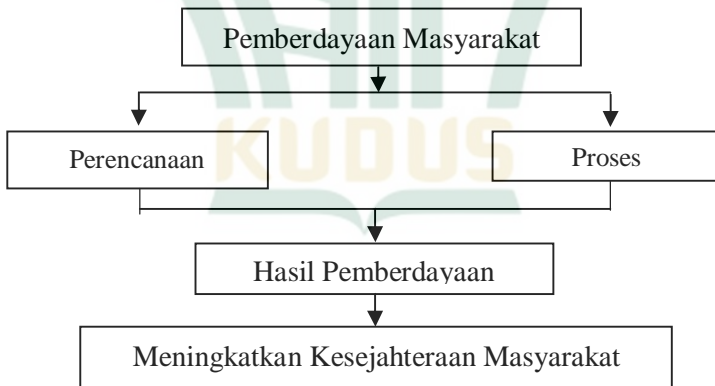 Pemberdayaan Masyarakat
KUDUS
Perencanaan
Proses
Hasil Pemberdayaan
Meningkatkan Kesejahteraan Masyarakat